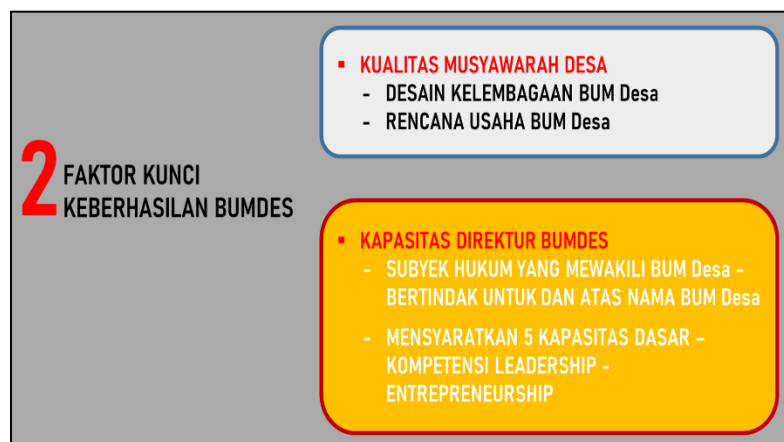 2 FAKTOR KUNCI
KEBERHASILAN BUMDES
▪ KUALITAS MUSYAWARAH DESA
- DESAIN KELEMBAGAAN BUM Desa
- RENCANA USAHA BUM Desa
▪ KAPASITAS DIREKTUR BUMDES
- SUBYEK HUKUM YANG MEWAKILI BUM Desa –
BERTINDAK UNTUK DAN ATAS NAMA BUM Desa
- MENSYARATKAN 5 KAPASITAS DASAR –
KOMPETENSI LEADERSHIP -
ENTREPRENEURSHIP